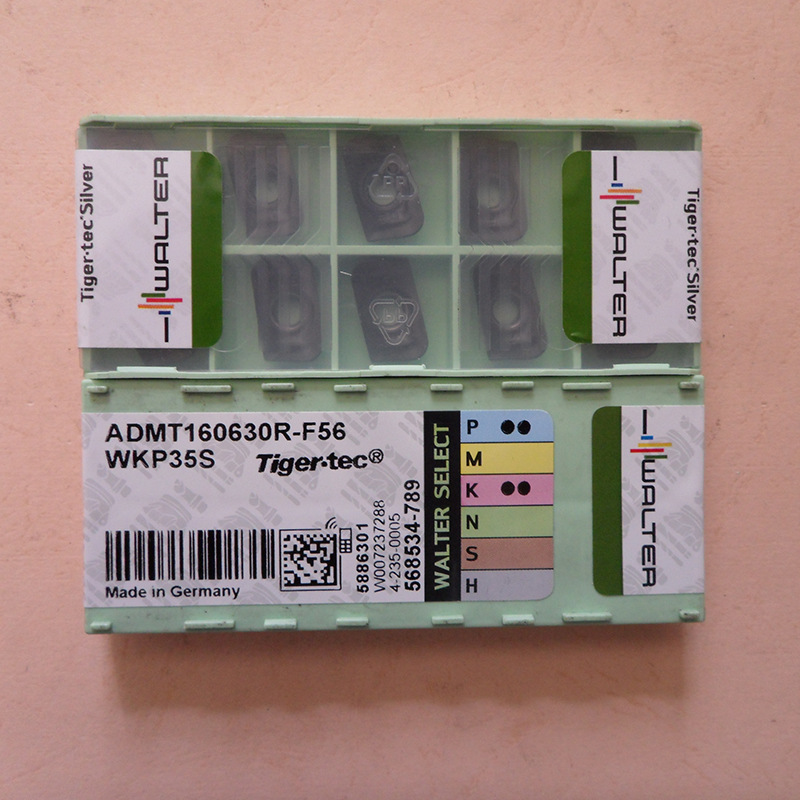 Tiger·tec® Silver
WALTER
WALTER
Tiger·tec® Silver
ADMT160630R-F56
WKP35S
Tiger·tec®
Made in Germany
5886301
W007237288
4-235-0005
568534-789
WALTER SELECT
P
M
K
N
S
H
WALTER